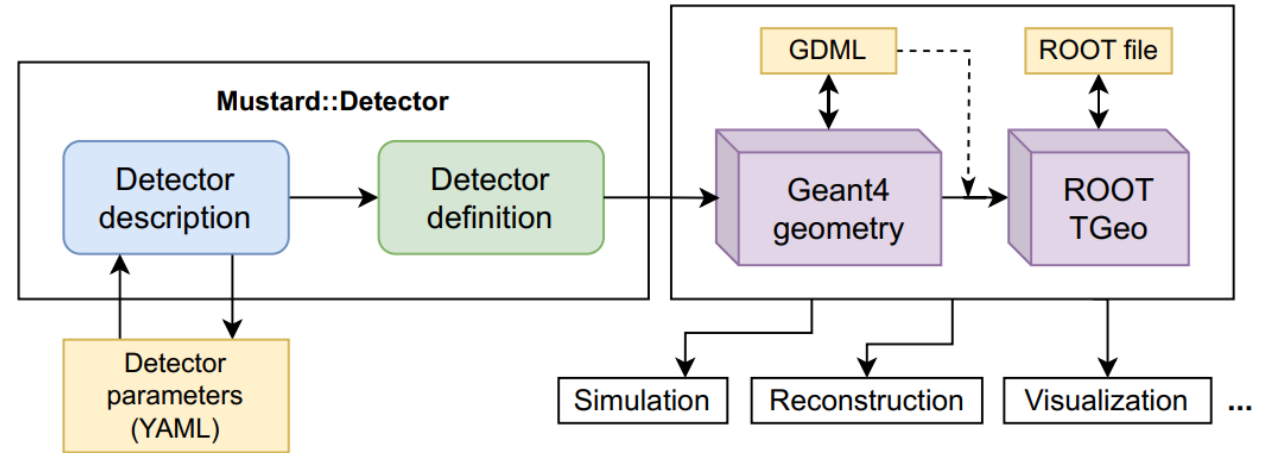 Mustard::Detector
Detector
description
Detector
definition
Detector
parameters
(YAML)
GDML
ROOT file
Geant4
geometry
ROOT
TGeo
Simulation
Reconstruction
Visualization
...